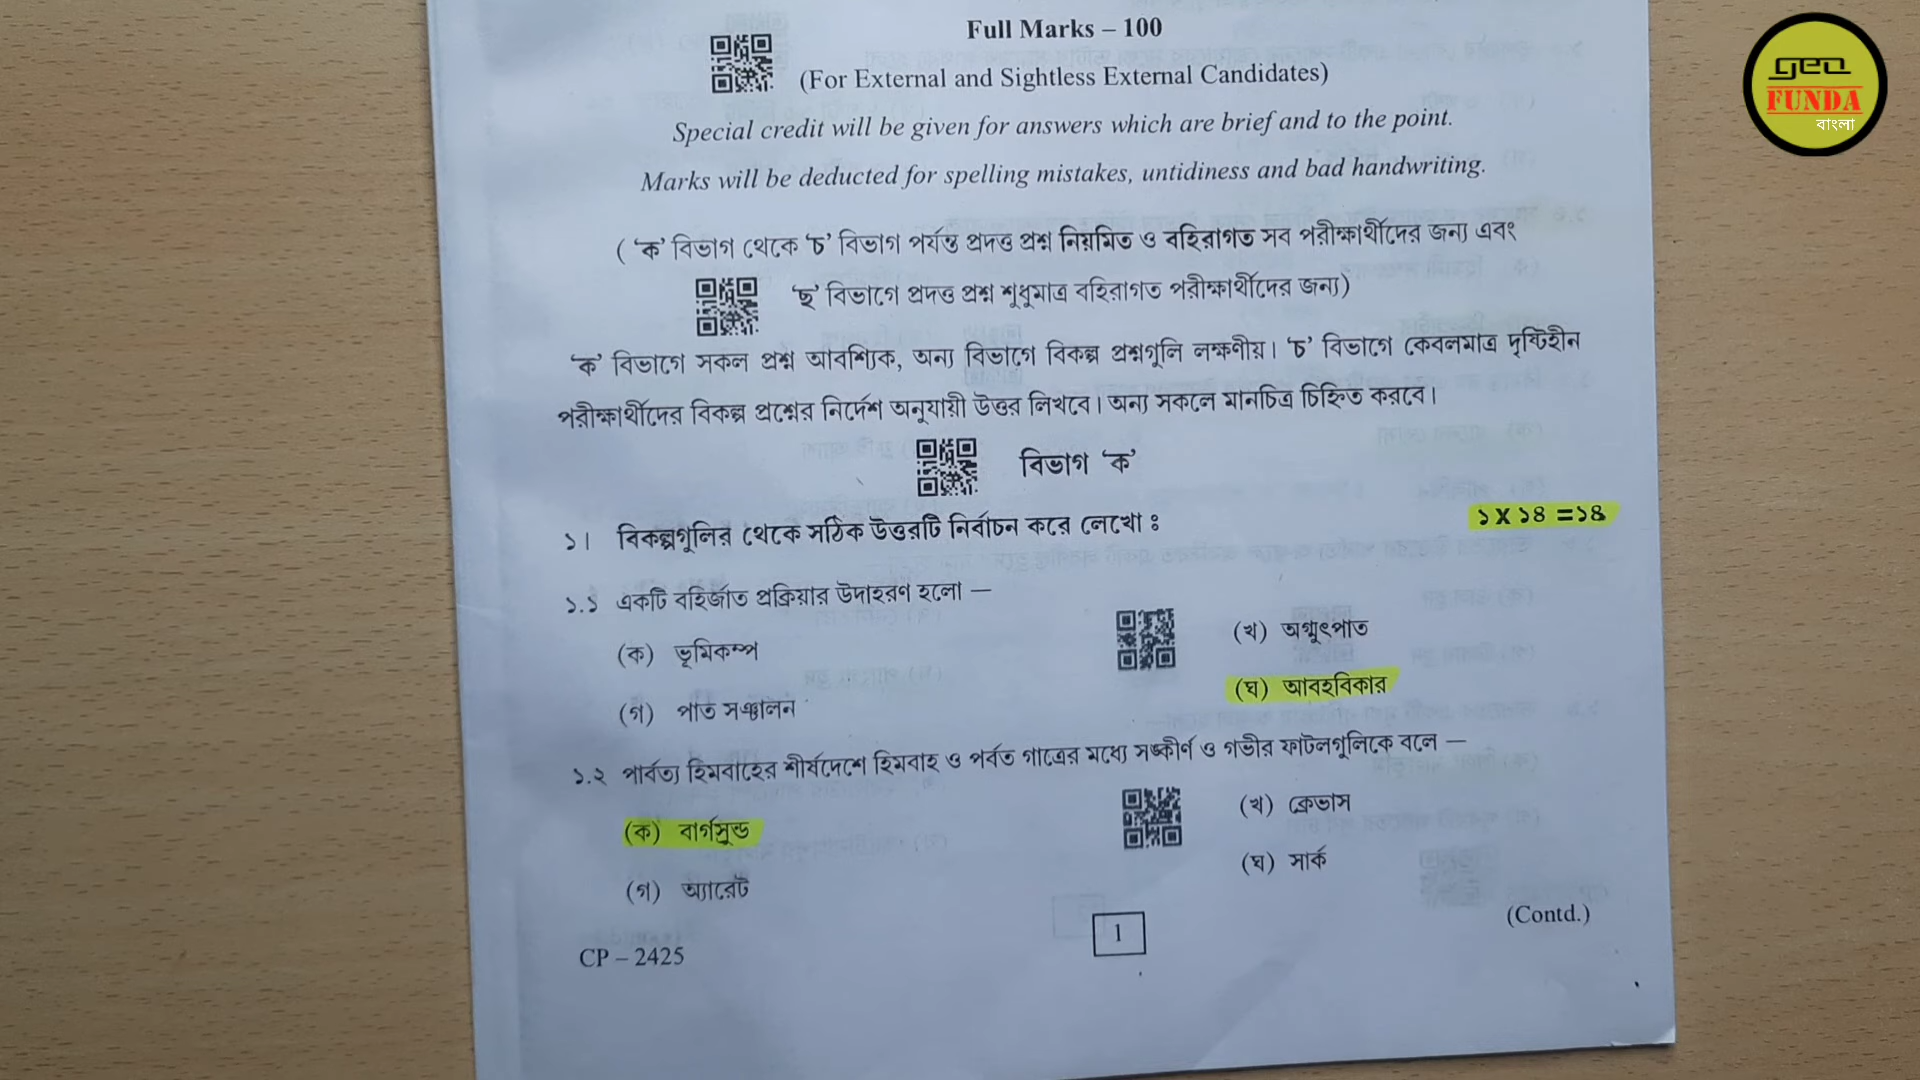 Full Marks – 100
(For External and Sightless External Candidates)
Special credit will be given for answers which are brief and to the point.
Marks will be deducted for spelling mistakes, untidiness and bad handwriting.
( ‘ক’ বিভাগ থেকে ‘চ’ বিভাগ পর্যন্ত প্রদত্ত প্রশ্ন নিয়মিত ও বহিরাগত সব পরীক্ষার্থীদের জন্য এবং
‘ছ’ বিভাগে প্রদত্ত প্রশ্ন শুধুমাত্র বহিরাগত পরীক্ষার্থীদের জন্য)
‘ক’ বিভাগে সকল প্রশ্ন আবশ্যিক, অন্য বিভাগে বিকল্প প্রশ্নগুলি লক্ষণীয়। ‘চ’ বিভাগে কেবলমাত্র দৃষ্টিহীন
পরীক্ষার্থীদের বিকল্প প্রশ্নের নির্দেশ অনুযায়ী উত্তর লিখবে। অন্য সকলে মানচিত্র চিহ্নিত করবে।
বিভাগ ‘ক’
১। বিকল্পগুলির থেকে সঠিক উত্তরটি নির্বাচন করে লেখো ঃ ১ X ১৪ = ১৪
১.১ একটি বহির্জাত প্রক্রিয়ার উদাহরণ হলো —
(ক) ভূমিকম্প (খ) অগ্ন্যুৎপাত
(গ) পাত সঞ্চালন (ঘ) আবহবিকার
১.২ পার্বত্য হিমবাহের শীর্ষদেশে হিমবাহ ও পর্বত গাত্রের মধ্যে সঙ্কীর্ণ ও গভীর ফাটলগুলিকে বলে —
(ক) বার্গস্রুন্ড (খ) ক্রেভাস
(গ) অ্যারেট (ঘ) সার্ক
CP – 2425 1 (Contd.)
geo
FUNDA
বাংলা